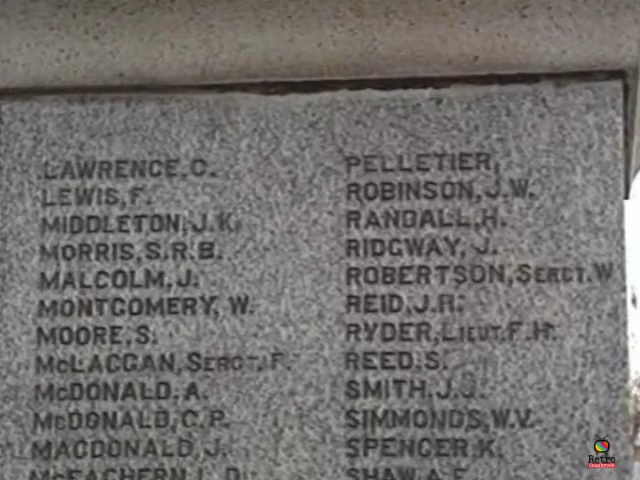 LAWRENCE, C.
LEWIS, F.
MIDDLETON, J.K.
MORRIS, S.R.B.
MALCOLM, J.
MONTGOMERY, W.
MOORE, S.
McLAGGAN, SERGT. F.
McDONALD. A.
McDONALD, C.P.
MACDONALD, J.
PELLETIER,
ROBINSON, J.W.
RANDALL, H.
RIDGWAY, J.
ROBERTSON, SERGT. W
REID, J.R.
RYDER, LIEUT. F.H.
REED. S.
SMITH. J.J.
SIMMONDS, W.V.
SPENCER. K.
Retro